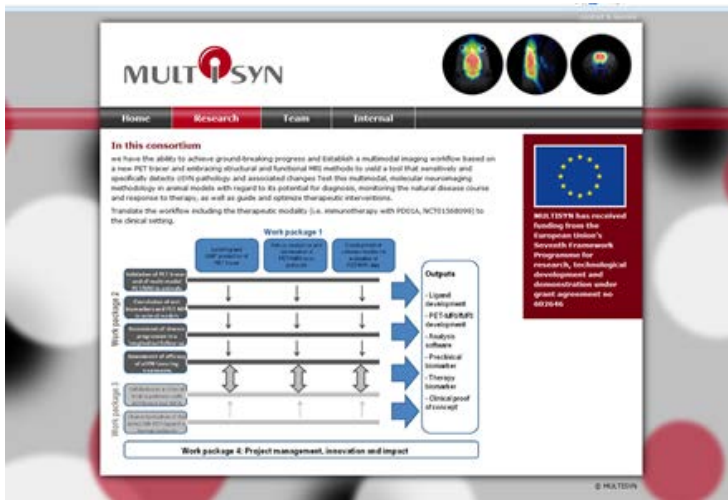 MULTISYN
Home Research Team Internal
In this consortium
we have the ability to achieve ground-breaking progress and Establish a multimodal imaging workflow based on
a new PET tracer and embracing structural and functional MRI methods to yield a tool that sensitively and
specifically detects αSYN pathology and associated changes Test this multimodal, molecular neuroimaging
methodology in animal models with regard to its potential for diagnosis, monitoring the natural disease course
and response to therapy, as well as guide and optimize therapeutic interventions.
Translate the workflow including the therapeutic modality (i.e. immunotherapy with PD01A, NCT01568099) to
the clinical setting.
Work package 1
Work package 2
Work package 3
Outputs
- Ligand
development
- PET-MRI/MRS
development
- Analysis
software
- Preclinical
biomarker
- Therapy
biomarker
- Clinical proof
of concept
Work package 4: Project management, innovation and impact
MULTISYN has received
funding from the
European Union's
Seventh Framework
Programme for
research, technological
development and
demonstration under
grant agreement no
602646
© MULTISYN